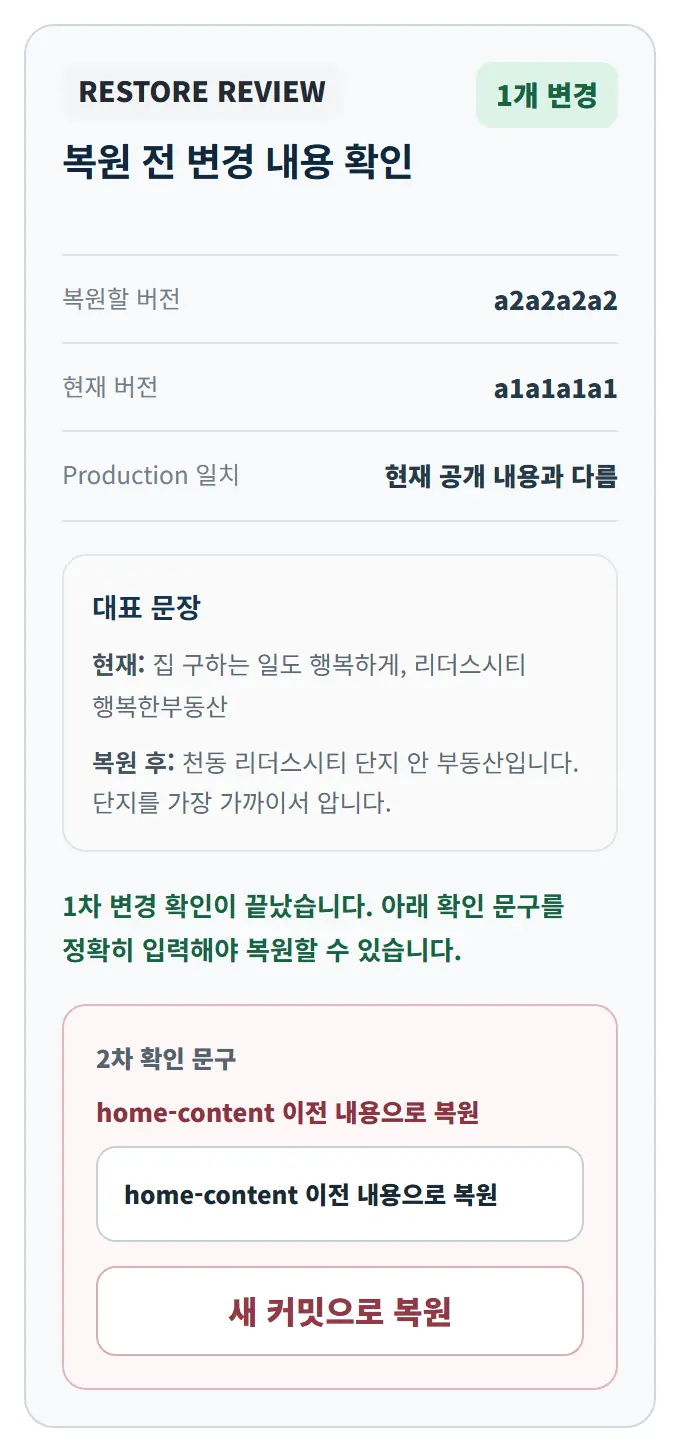 RESTORE REVIEW
1개 변경
복원 전 변경 내용 확인
복원할 버전
a2a2a2a2
현재 버전
a1a1a1a1
Production 일치
현재 공개 내용과 다름
대표 문장
현재: 집 구하는 일도 행복하게, 리더스시티
행복한부동산
복원 후: 천동 리더스시티 단지 안 부동산입니다.
단지를 가장 가까이서 압니다.
1차 변경 확인이 끝났습니다. 아래 확인 문구를
정확히 입력해야 복원할 수 있습니다.
2차 확인 문구
home-content 이전 내용으로 복원
home-content 이전 내용으로 복원
새 커밋으로 복원